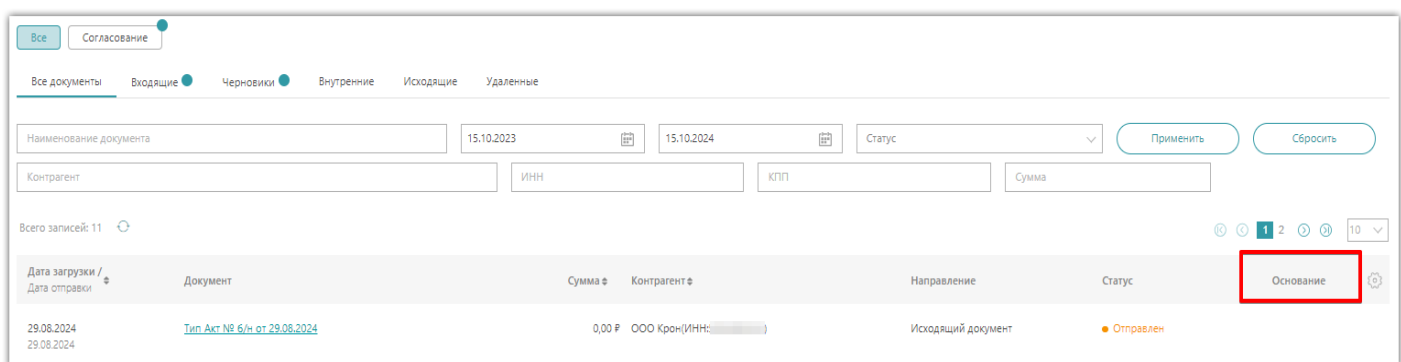 Все Согласование
Все документы Входящие Черновики Внутренние Исходящие Удаленные
Наименование документа 15.10.2023 15.10.2024 Статус Применить Сбросить
Контрагент ИНН КПП Сумма
Всего записей: 11 1 2 10
Дата загрузки / Документ Сумма Контрагент Направление Статус Основание
Дата отправки
29.08.2024 Тип Акт № б/н от 29.08.2024 0,00 ₽ ООО Крон(ИНН: ) Исходящий документ Отправлен
29.08.2024